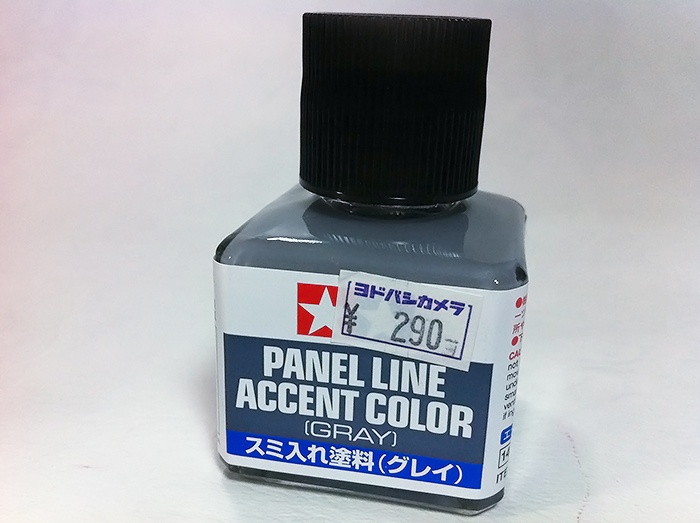 ヨドバシカメラ
¥ 290
PANEL LINE
ACCENT COLOR
(GRAY)
スミ入れ塗料(グレイ)